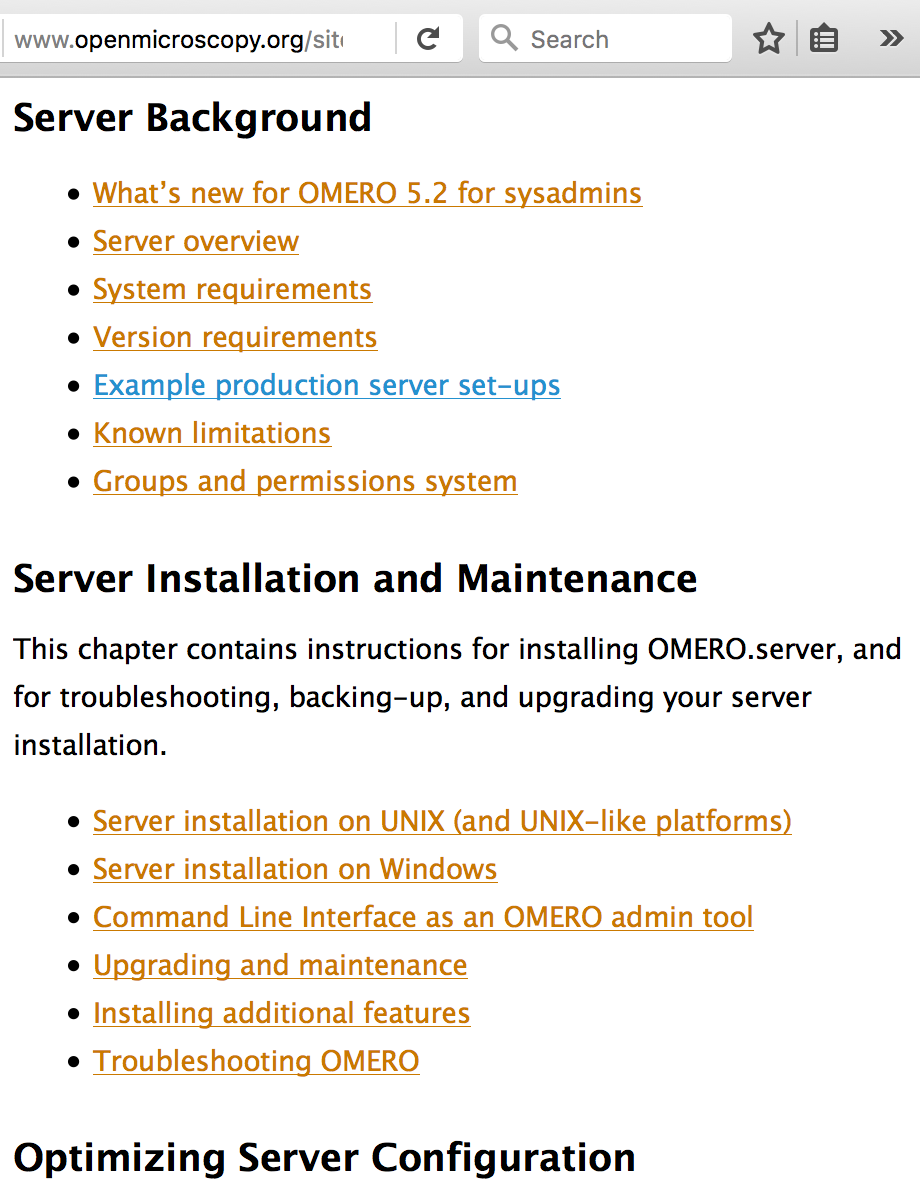 www.openmicroscopy.org/site
Search
Server Background
What’s new for OMERO 5.2 for sysadmins
Server overview
System requirements
Version requirements
Example production server set-ups
Known limitations
Groups and permissions system
Server Installation and Maintenance
This chapter contains instructions for installing OMERO.server, and
for troubleshooting, backing-up, and upgrading your server
installation.
Server installation on UNIX (and UNIX-like platforms)
Server installation on Windows
Command Line Interface as an OMERO admin tool
Upgrading and maintenance
Installing additional features
Troubleshooting OMERO
Optimizing Server Configuration